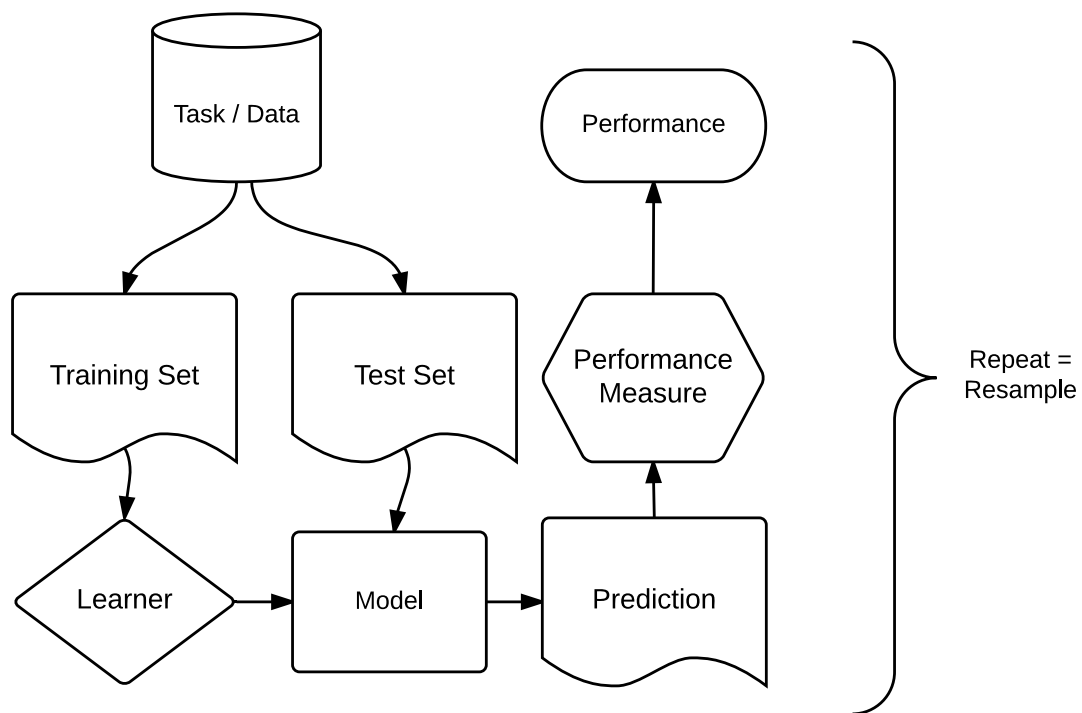 Task / Data
Performance
Training Set
Test Set
Performance
Measure
Repeat =
Resample
Learner
Model
Prediction